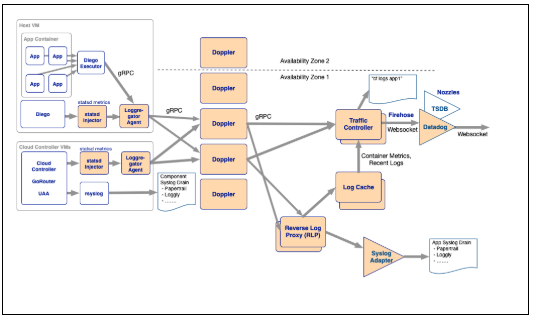 Host VM
App Container
App
App
App
App
Diego
Executor
gRPC
Diego
statsd metrics
statsd
injector
Loggre-
gator
Agent
gRPC
Cloud Controller VMs
Cloud
Controller
GoRouter
UAA
statsd metrics
statsd
injector
Loggre-
gator
Agent
rsyslog
Component
Syslog Drain
- Papertrail
- Loggly
- ......
Doppler
Availability Zone 2
Availability Zone 1
Doppler
Doppler
Doppler
Doppler
gRPC
"cf logs app1"
Traffic
Controller
Firehose
Websocket
Nozzles
TSDB
Datadog
Websocket
Container Metrics,
Recent Logs
Log Cache
Reverse Log
Proxy (RLP)
Syslog
Adapter
App Syslog Drain
- Papertrail
- Loggly
- ......